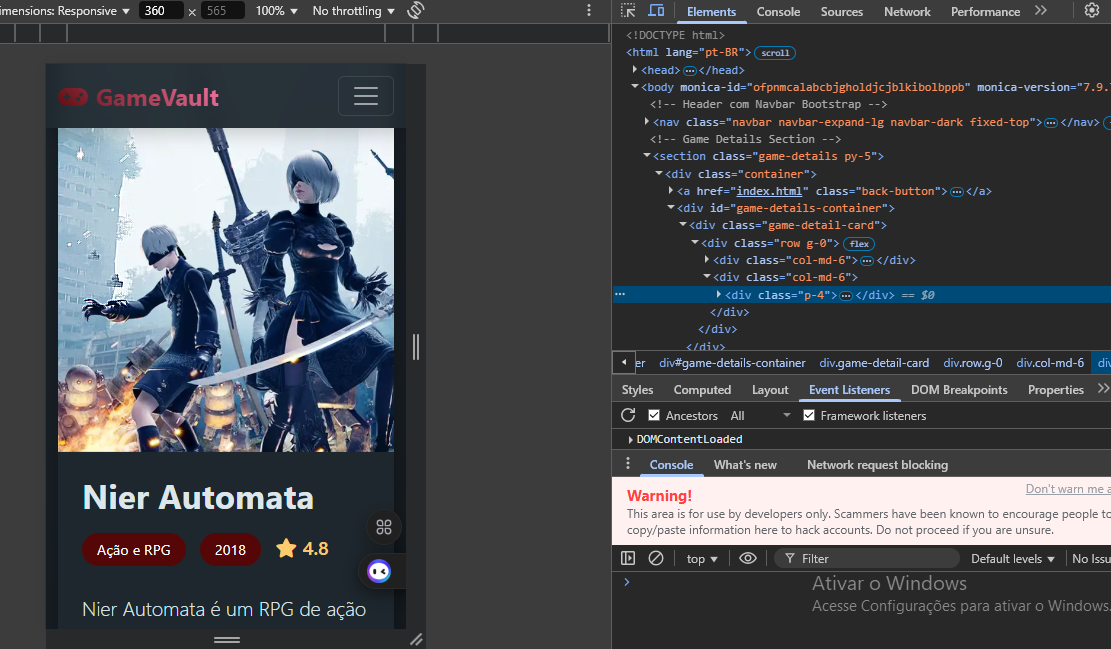 imensions: Responsive ▼ 360 × 565 100% ▼ No throttling ▼
GameVault
Nier Automata
Ação e RPG 2018 4.8
Nier Automata é um RPG de ação
Elements Console Sources Network Performance
<!DOCTYPE html>
<html lang="pt-BR"> scroll
<head> … </head>
<body monica-id="ofpnmcalabcbjgholdjcjblkibolbppb" monica-version="7.9.
<!-- Header com Navbar Bootstrap -->
<nav class="navbar navbar-expand-lg navbar-dark fixed-top"> … </nav>
<!-- Game Details Section -->
<section class="game-details py-5">
<div class="container">
<a href="index.html" class="back-button"> … </a>
<div id="game-details-container">
<div class="game-detail-card">
<div class="row g-0"> flex
<div class="col-md-6"> … </div>
<div class="col-md-6">
… <div class="p-4"> … </div> == $0
</div>
</div>
</div>
er div#game-details-container div.game-detail-card div.row.g-0 div.col-md-6 div
Styles Computed Layout Event Listeners DOM Breakpoints Properties
Ancestors All Framework listeners
DOMContentLoaded
Console What's new Network request blocking
Warning! Don't warn me a
This area is for use by developers only. Scammers have been known to encourage people to
copy/paste information here to hack accounts. Do not proceed if you are unsure.
top ▼ Filter Default levels ▼ No Issu
Ativar o Windows
Acesse Configurações para ativar o Windows.